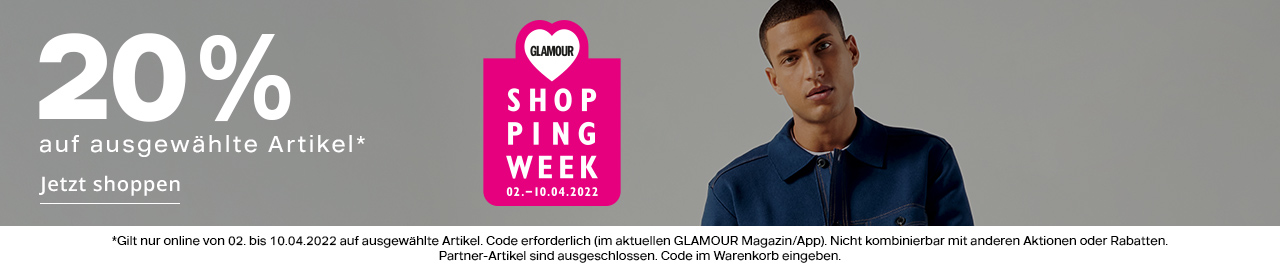 20%
auf ausgewählte Artikel*
Jetzt shoppen
GLAMOUR
SHOP
PING
WEEK
02.–10.04.2022
*Gilt nur online von 02. bis 10.04.2022 auf ausgewählte Artikel. Code erforderlich (im aktuellen GLAMOUR Magazin/App). Nicht kombinierbar mit anderen Aktionen oder Rabatten.
Partner-Artikel sind ausgeschlossen. Code im Warenkorb eingeben.